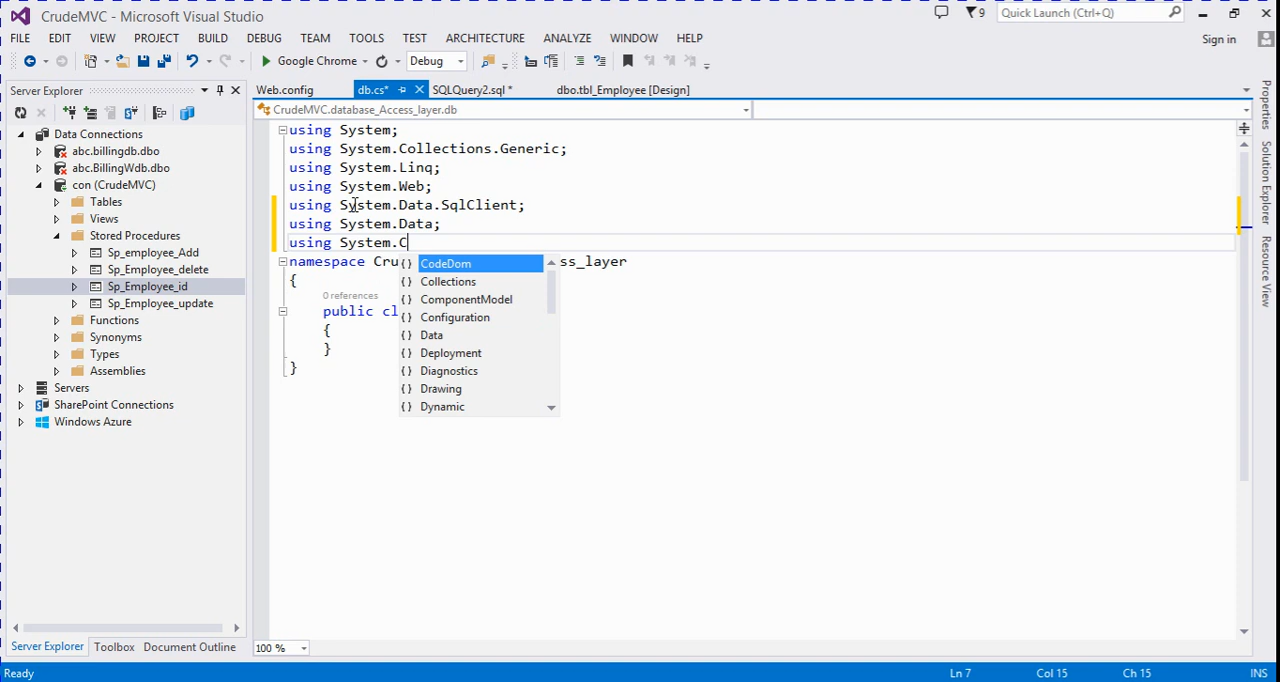 CrudeMVC - Microsoft Visual Studio
9
Quick Launch (Ctrl+Q)
FILE EDIT VIEW PROJECT BUILD DEBUG TEAM TOOLS TEST ARCHITECTURE ANALYZE WINDOW HELP
Sign in
Google Chrome
Debug
Server Explorer
Web.config
db.cs*
SQLQuery2.sql *
dbo.tbl_Employee [Design]
CrudeMVC.database_Access_layer.db
Data Connections
abc.billingdb.dbo
abc.BillingWdb.dbo
con (CrudeMVC)
Tables
Views
Stored Procedures
Sp_employee_Add
Sp_Employee_delete
Sp_Employee_id
Sp_Employee_update
Functions
Synonyms
Types
Assemblies
Servers
SharePoint Connections
Windows Azure
Server Explorer
Toolbox
Document Outline
using System;
using System.Collections.Generic;
using System.Linq;
using System.Web;
using System.Data.SqlClient;
using System.Data;
using System.C
namespace Cru ss_layer
{
0 references
public cl
{
}
}
{ } CodeDom
{ } Collections
{ } ComponentModel
{ } Configuration
{ } Data
{ } Deployment
{ } Diagnostics
{ } Drawing
{ } Dynamic
Properties
Solution Explorer
Resource View
100 %
Ready
Ln 7
Col 15
Ch 15
INS